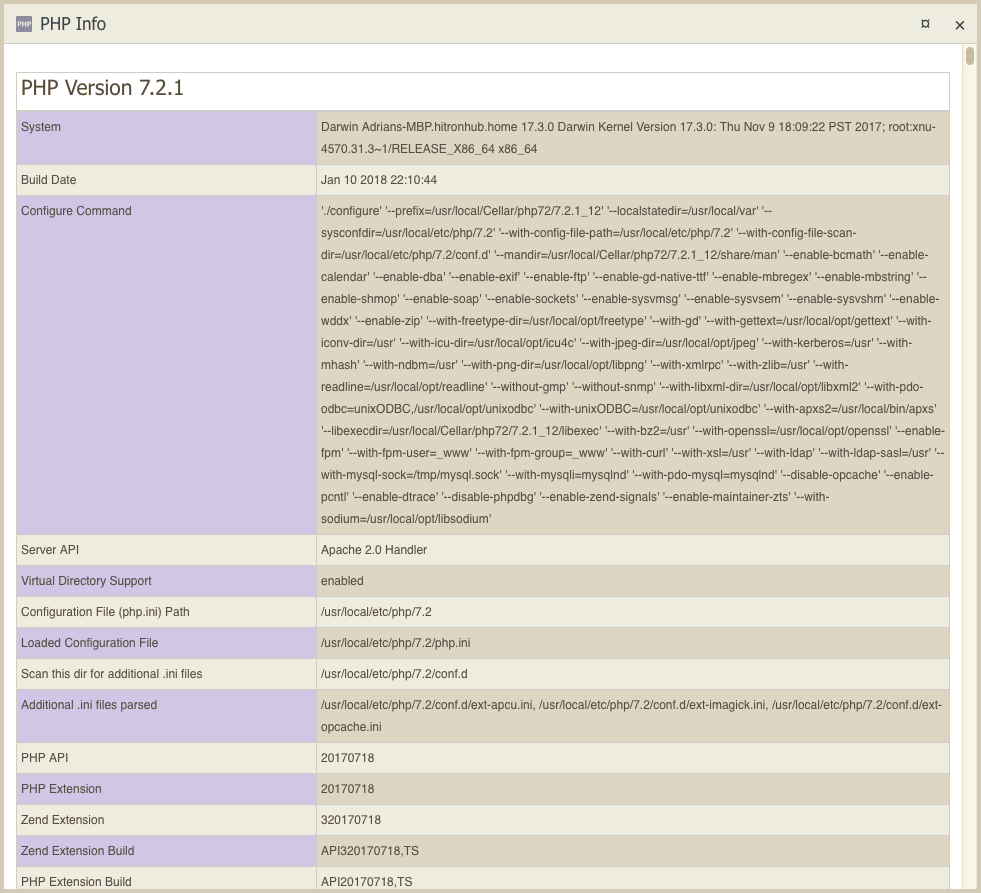 PHP PHP Info ¤ ×
PHP Version 7.2.1
System Darwin Adrians-MBP.hitronhub.home 17.3.0 Darwin Kernel Version 17.3.0: Thu Nov 9 18:09:22 PST 2017; root:xnu-
4570.31.3~1/RELEASE_X86_64 x86_64
Build Date Jan 10 2018 22:10:44
Configure Command './configure' '--prefix=/usr/local/Cellar/php72/7.2.1_12' '--localstatedir=/usr/local/var' '--
sysconfdir=/usr/local/etc/php/7.2' '--with-config-file-path=/usr/local/etc/php/7.2' '--with-config-file-scan-
dir=/usr/local/etc/php/7.2/conf.d' '--mandir=/usr/local/Cellar/php72/7.2.1_12/share/man' '--enable-bcmath' '--enable-
calendar' '--enable-dba' '--enable-exif' '--enable-ftp' '--enable-gd-native-ttf' '--enable-mbregex' '--enable-mbstring' '--
enable-shmop' '--enable-soap' '--enable-sockets' '--enable-sysvmsg' '--enable-sysvsem' '--enable-sysvshm' '--enable-
wddx' '--enable-zip' '--with-freetype-dir=/usr/local/opt/freetype' '--with-gd' '--with-gettext=/usr/local/opt/gettext' '--with-
iconv-dir=/usr' '--with-icu-dir=/usr/local/opt/icu4c' '--with-jpeg-dir=/usr/local/opt/jpeg' '--with-kerberos=/usr' '--with-
mhash' '--with-ndbm=/usr' '--with-png-dir=/usr/local/opt/libpng' '--with-xmlrpc' '--with-zlib=/usr' '--with-
readline=/usr/local/opt/readline' '--without-gmp' '--without-snmp' '--with-libxml-dir=/usr/local/opt/libxml2' '--with-pdo-
odbc=unixODBC,/usr/local/opt/unixodbc' '--with-unixODBC=/usr/local/opt/unixodbc' '--with-apxs2=/usr/local/bin/apxs'
'--libexecdir=/usr/local/Cellar/php72/7.2.1_12/libexec' '--with-bz2=/usr' '--with-openssl=/usr/local/opt/openssl' '--enable-
fpm' '--with-fpm-user=_www' '--with-fpm-group=_www' '--with-curl' '--with-xsl=/usr' '--with-ldap' '--with-ldap-sasl=/usr' '--
with-mysql-sock=/tmp/mysql.sock' '--with-mysqli=mysqlnd' '--with-pdo-mysql=mysqlnd' '--disable-opcache' '--enable-
pcntl' '--enable-dtrace' '--disable-phpdbg' '--enable-zend-signals' '--enable-maintainer-zts' '--with-
sodium=/usr/local/opt/libsodium'
Server API Apache 2.0 Handler
Virtual Directory Support enabled
Configuration File (php.ini) Path /usr/local/etc/php/7.2
Loaded Configuration File /usr/local/etc/php/7.2/php.ini
Scan this dir for additional .ini files /usr/local/etc/php/7.2/conf.d
Additional .ini files parsed /usr/local/etc/php/7.2/conf.d/ext-apcu.ini, /usr/local/etc/php/7.2/conf.d/ext-imagick.ini, /usr/local/etc/php/7.2/conf.d/ext-
opcache.ini
PHP API 20170718
PHP Extension 20170718
Zend Extension 320170718
Zend Extension Build API320170718,TS
PHP Extension Build API20170718,TS